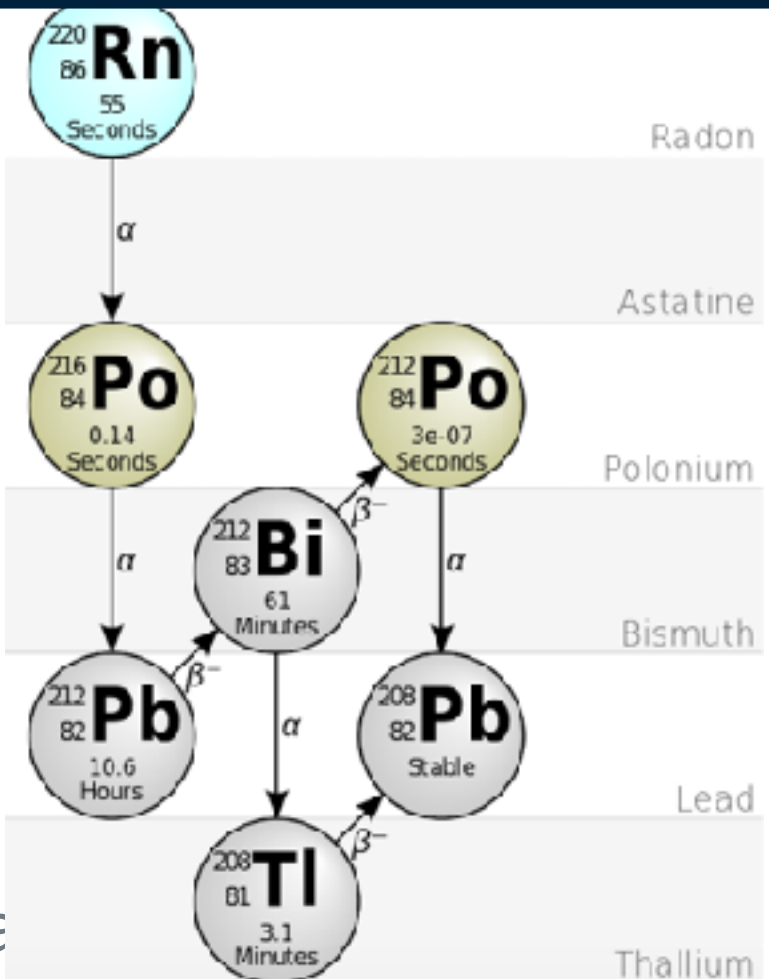 220
86
Rn
55
Seconds
Radon
α
Astatine
216
84
Po
0.14
Seconds
212
84
Po
3e-07
Seconds
Polonium
β⁻
212
83
Bi
61
Minutes
α
α
Bismuth
β⁻
212
82
Pb
10.6
Hours
α
208
82
Pb
Stable
Lead
β⁻
208
81
Tl
3.1
Minutes
Thallium